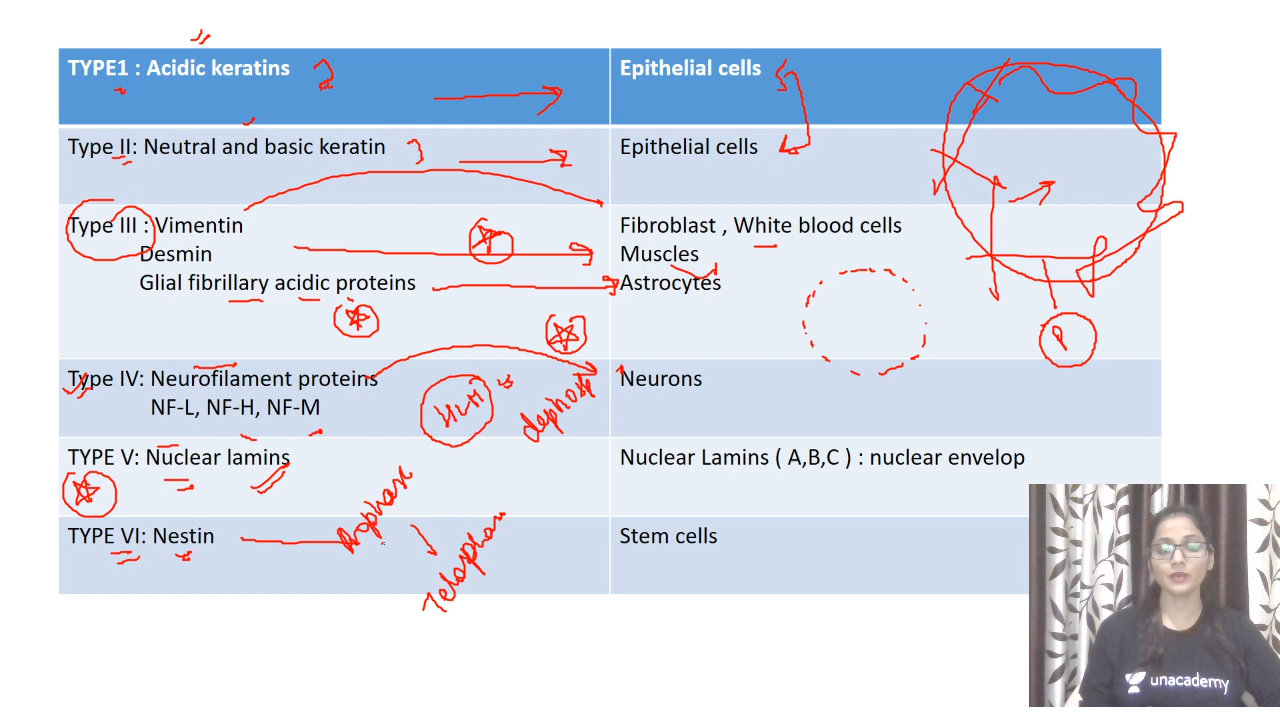 TYPE1 : Acidic keratins
Epithelial cells
Type II: Neutral and basic keratin
Epithelial cells
Type III : Vimentin
Desmin
Glial fibrillary acidic proteins
Fibroblast , White blood cells
Muscles
Astrocytes
P
Type IV: Neurofilament proteins
NF-L, NF-H, NF-M
Neurons
dephosp
TYPE V: Nuclear lamins
Nuclear Lamins ( A,B,C ) : nuclear envelop
Prophase
TYPE VI: Nestin
Stem cells
Telophase
unacademy